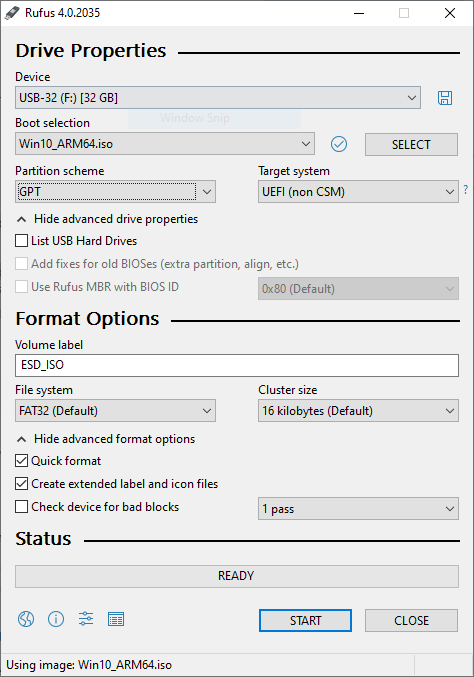 Rufus 4.0.2035
Drive Properties
Device
USB-32 (F:) [32 GB]
Window Snip
Boot selection
Win10_ARM64.iso
SELECT
Partition scheme
Target system
GPT
UEFI (non CSM)
?
Hide advanced drive properties
List USB Hard Drives
Add fixes for old BIOSes (extra partition, align, etc.)
Use Rufus MBR with BIOS ID
0x80 (Default)
Format Options
Volume label
ESD_ISO
File system
Cluster size
FAT32 (Default)
16 kilobytes (Default)
Hide advanced format options
Quick format
Create extended label and icon files
Check device for bad blocks
1 pass
Status
READY
START
CLOSE
Using image: Win10_ARM64.iso